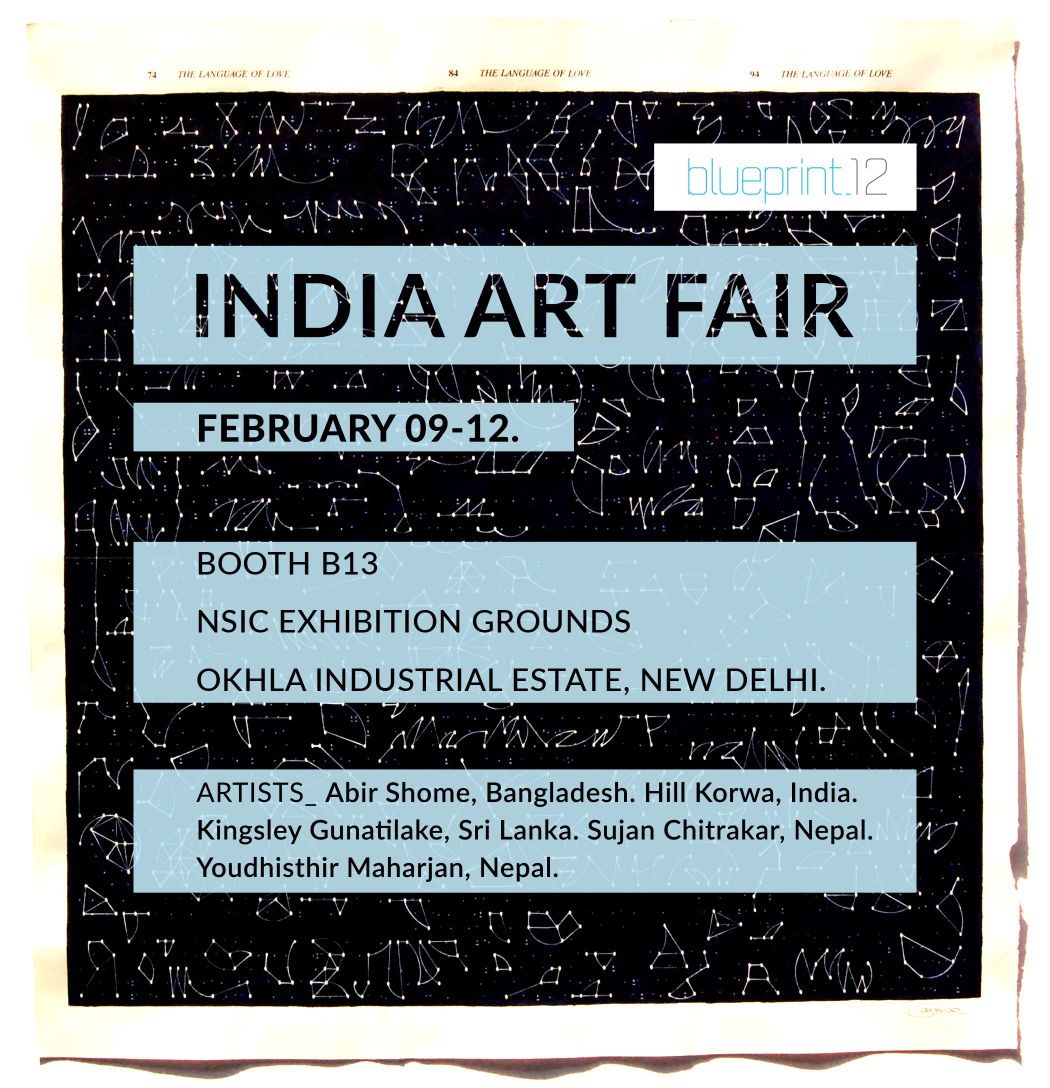 74 THE LANGUAGE OF LOVE 84 THE LANGUAGE OF LOVE 94 THE LANGUAGE OF LOVE
blueprint.12
INDIA ART FAIR
FEBRUARY 09-12.
BOOTH B13
NSIC EXHIBITION GROUNDS
OKHLA INDUSTRIAL ESTATE, NEW DELHI.
ARTISTS_ Abir Shome, Bangladesh. Hill Korwa, India.
Kingsley Gunatilake, Sri Lanka. Sujan Chitrakar, Nepal.
Youdhisthir Maharjan, Nepal.